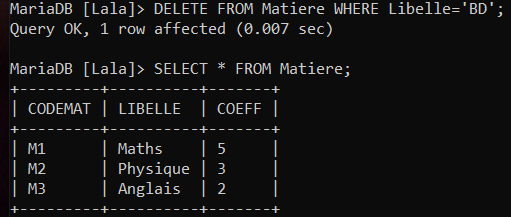 MariaDB [Lala]> DELETE FROM Matiere WHERE Libelle='BD';
Query OK, 1 row affected (0.007 sec)
MariaDB [Lala]> SELECT * FROM Matiere;
+---------+----------+-------+
| CODEMAT | LIBELLE  | COEFF |
+---------+----------+-------+
| M1      | Maths    | 5     |
| M2      | Physique | 3     |
| M3      | Anglais  | 2     |
+---------+----------+-------+